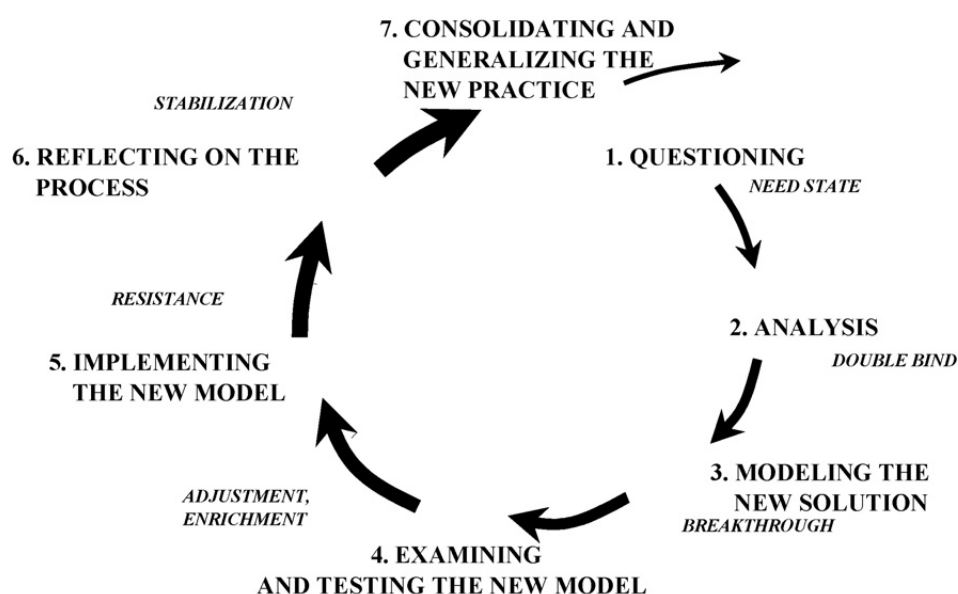 7. CONSOLIDATING AND
GENERALIZING THE
NEW PRACTICE
STABILIZATION
6. REFLECTING ON THE
PROCESS
1. QUESTIONING
NEED STATE
RESISTANCE
2. ANALYSIS
DOUBLE BIND
5. IMPLEMENTING
THE NEW MODEL
3. MODELING THE
NEW SOLUTION
BREAKTHROUGH
ADJUSTMENT,
ENRICHMENT
4. EXAMINING
AND TESTING THE NEW MODEL